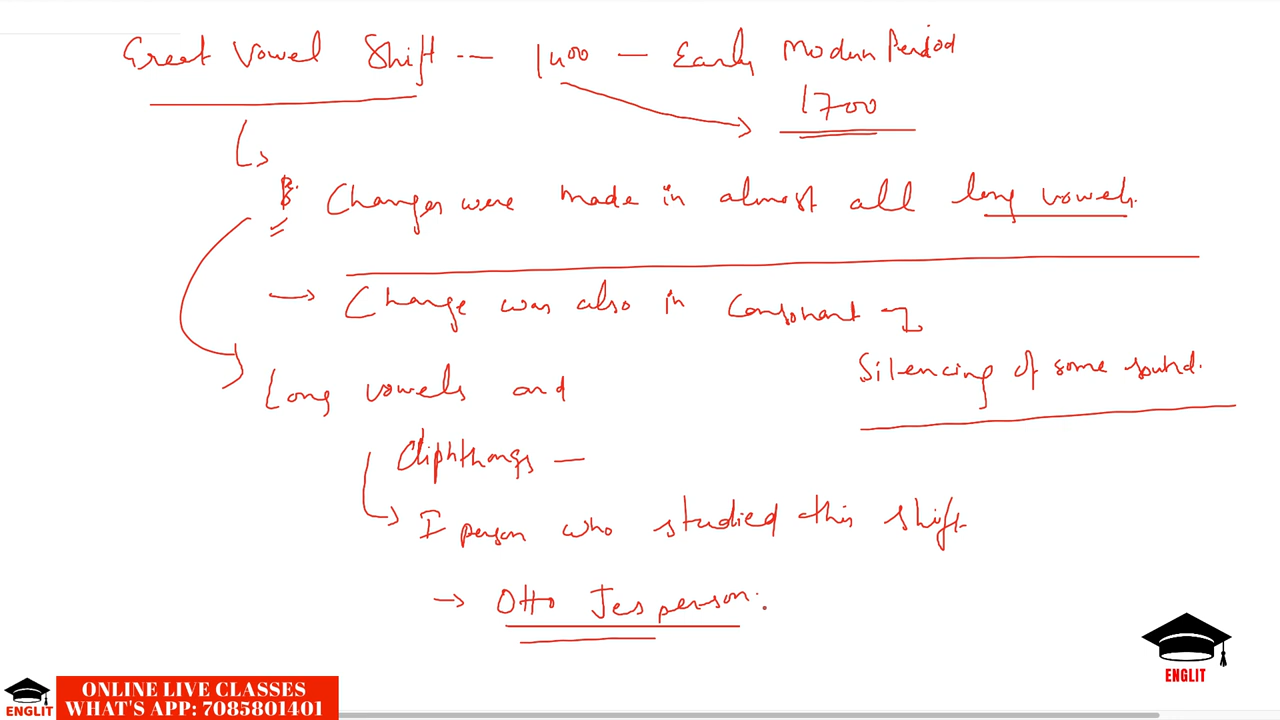 Great Vowel Shift -- 1400 — Early Modern Period
1700
Changes were made in almost all long vowels.
→ Change was also in Consonant
Silencing of some sound.
Long vowels and
diphthongs —
I person who studied this shift
→ Otto Jesperson.
ENGLIT
ENGLIT
ONLINE LIVE CLASSES
WHAT'S APP: 7085801401